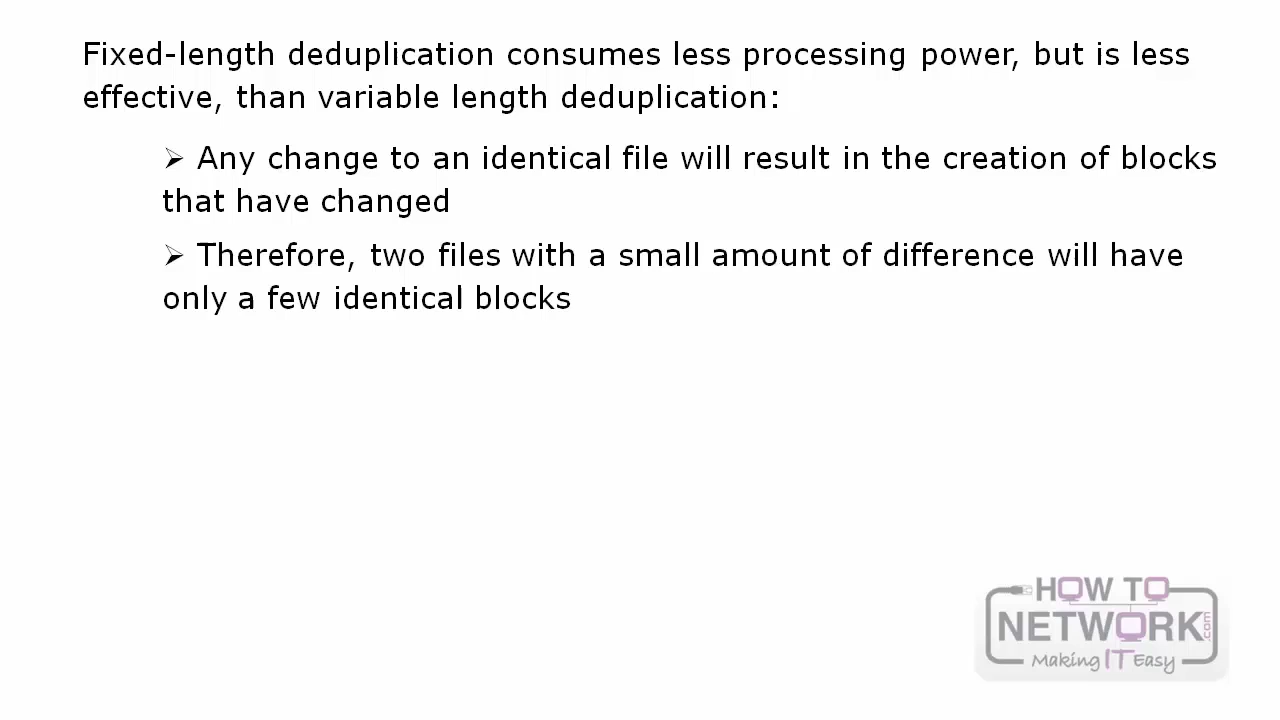 Fixed-length deduplication consumes less processing power, but is less
effective, than variable length deduplication:
➢ Any change to an identical file will result in the creation of blocks
that have changed
➢ Therefore, two files with a small amount of difference will have
only a few identical blocks
HOW TO
NETWORK.com
Making IT Easy